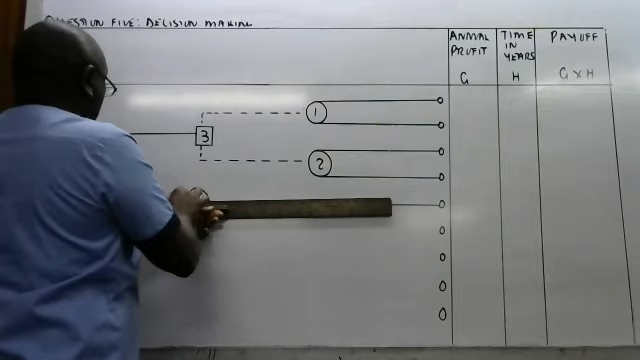 QUESTION FIVE: DECISION MAKING
ANNUAL PROFIT
G
TIME IN YEARS
H
PAYOFF
G X H
1
3
2